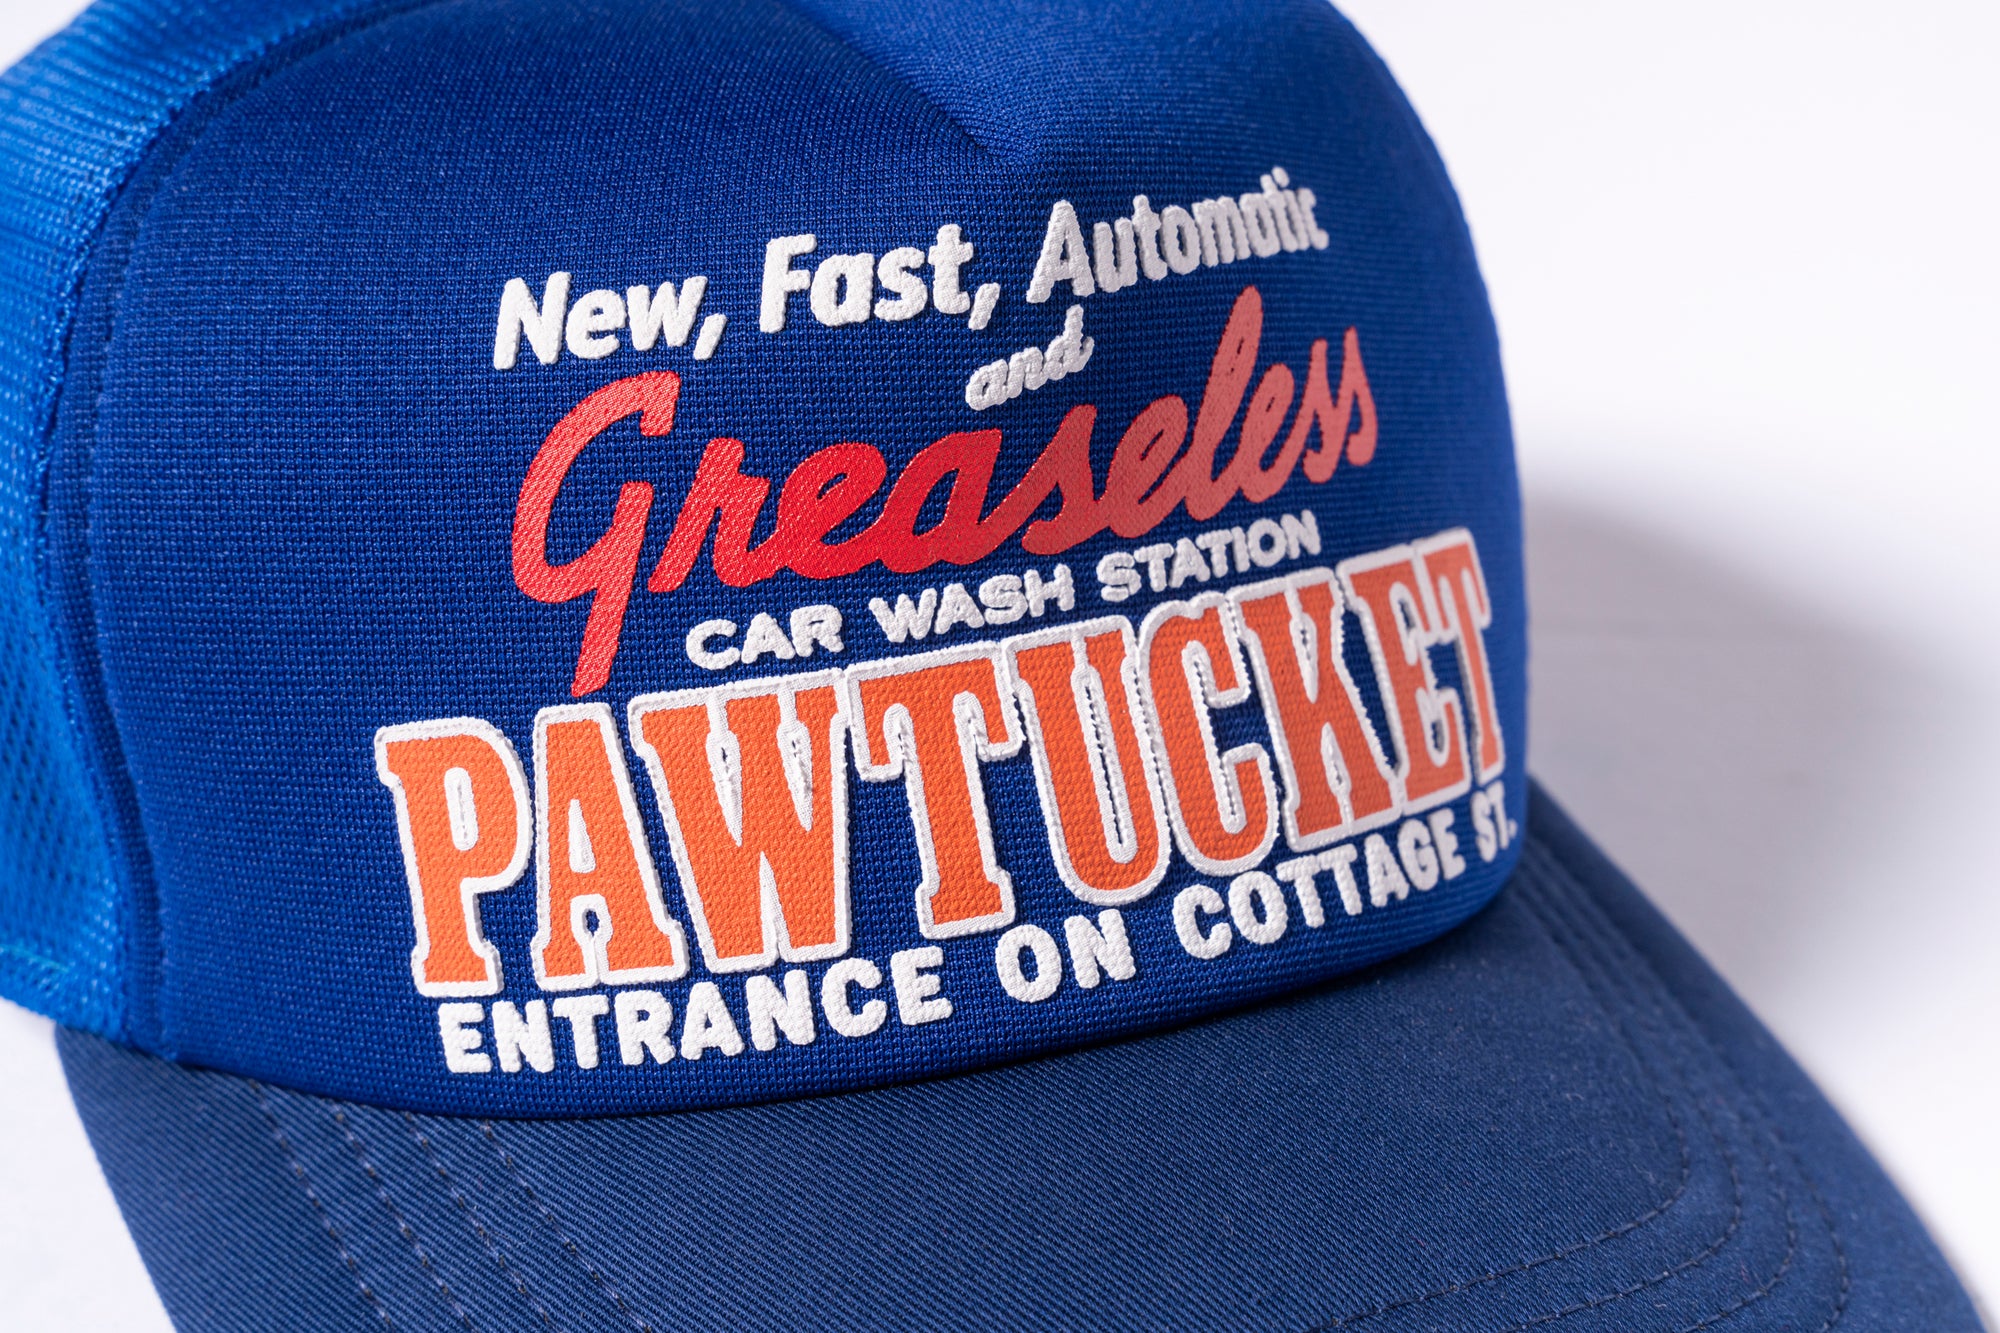 New, Fast, Automatic
and
Greaseless
CAR WASH STATION
PAWTUCKET
ENTRANCE ON COTTAGE ST.